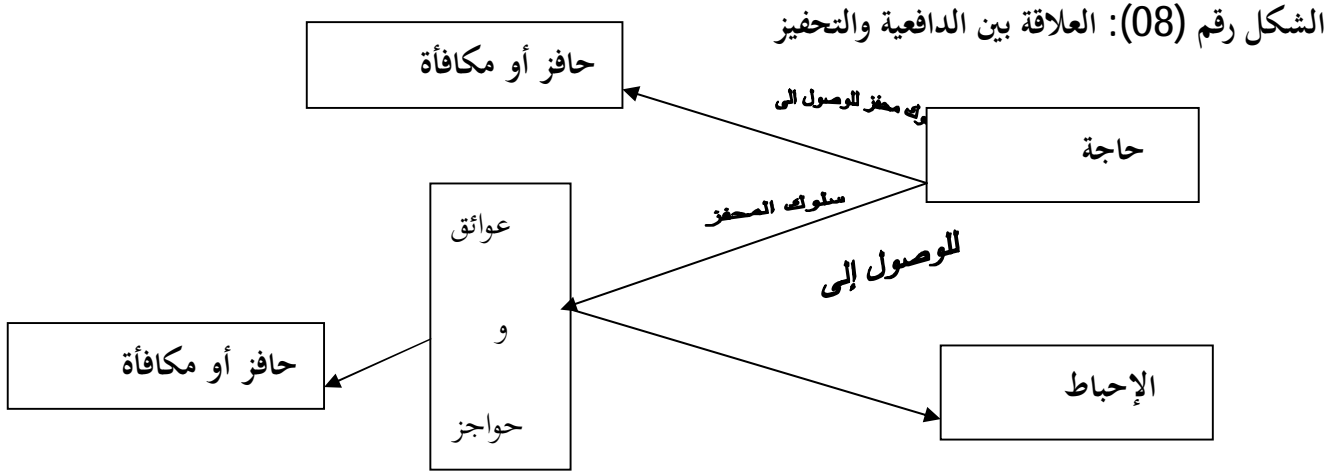 الشكل رقم (08): العلاقة بين الدافعية والتحفيز
حافز أو مكافأة
محفز للوصول الى
حاجة
سلوك المحفز
للوصول إلى
عوائق
و
حواجز
حافز أو مكافأة
الإحباط